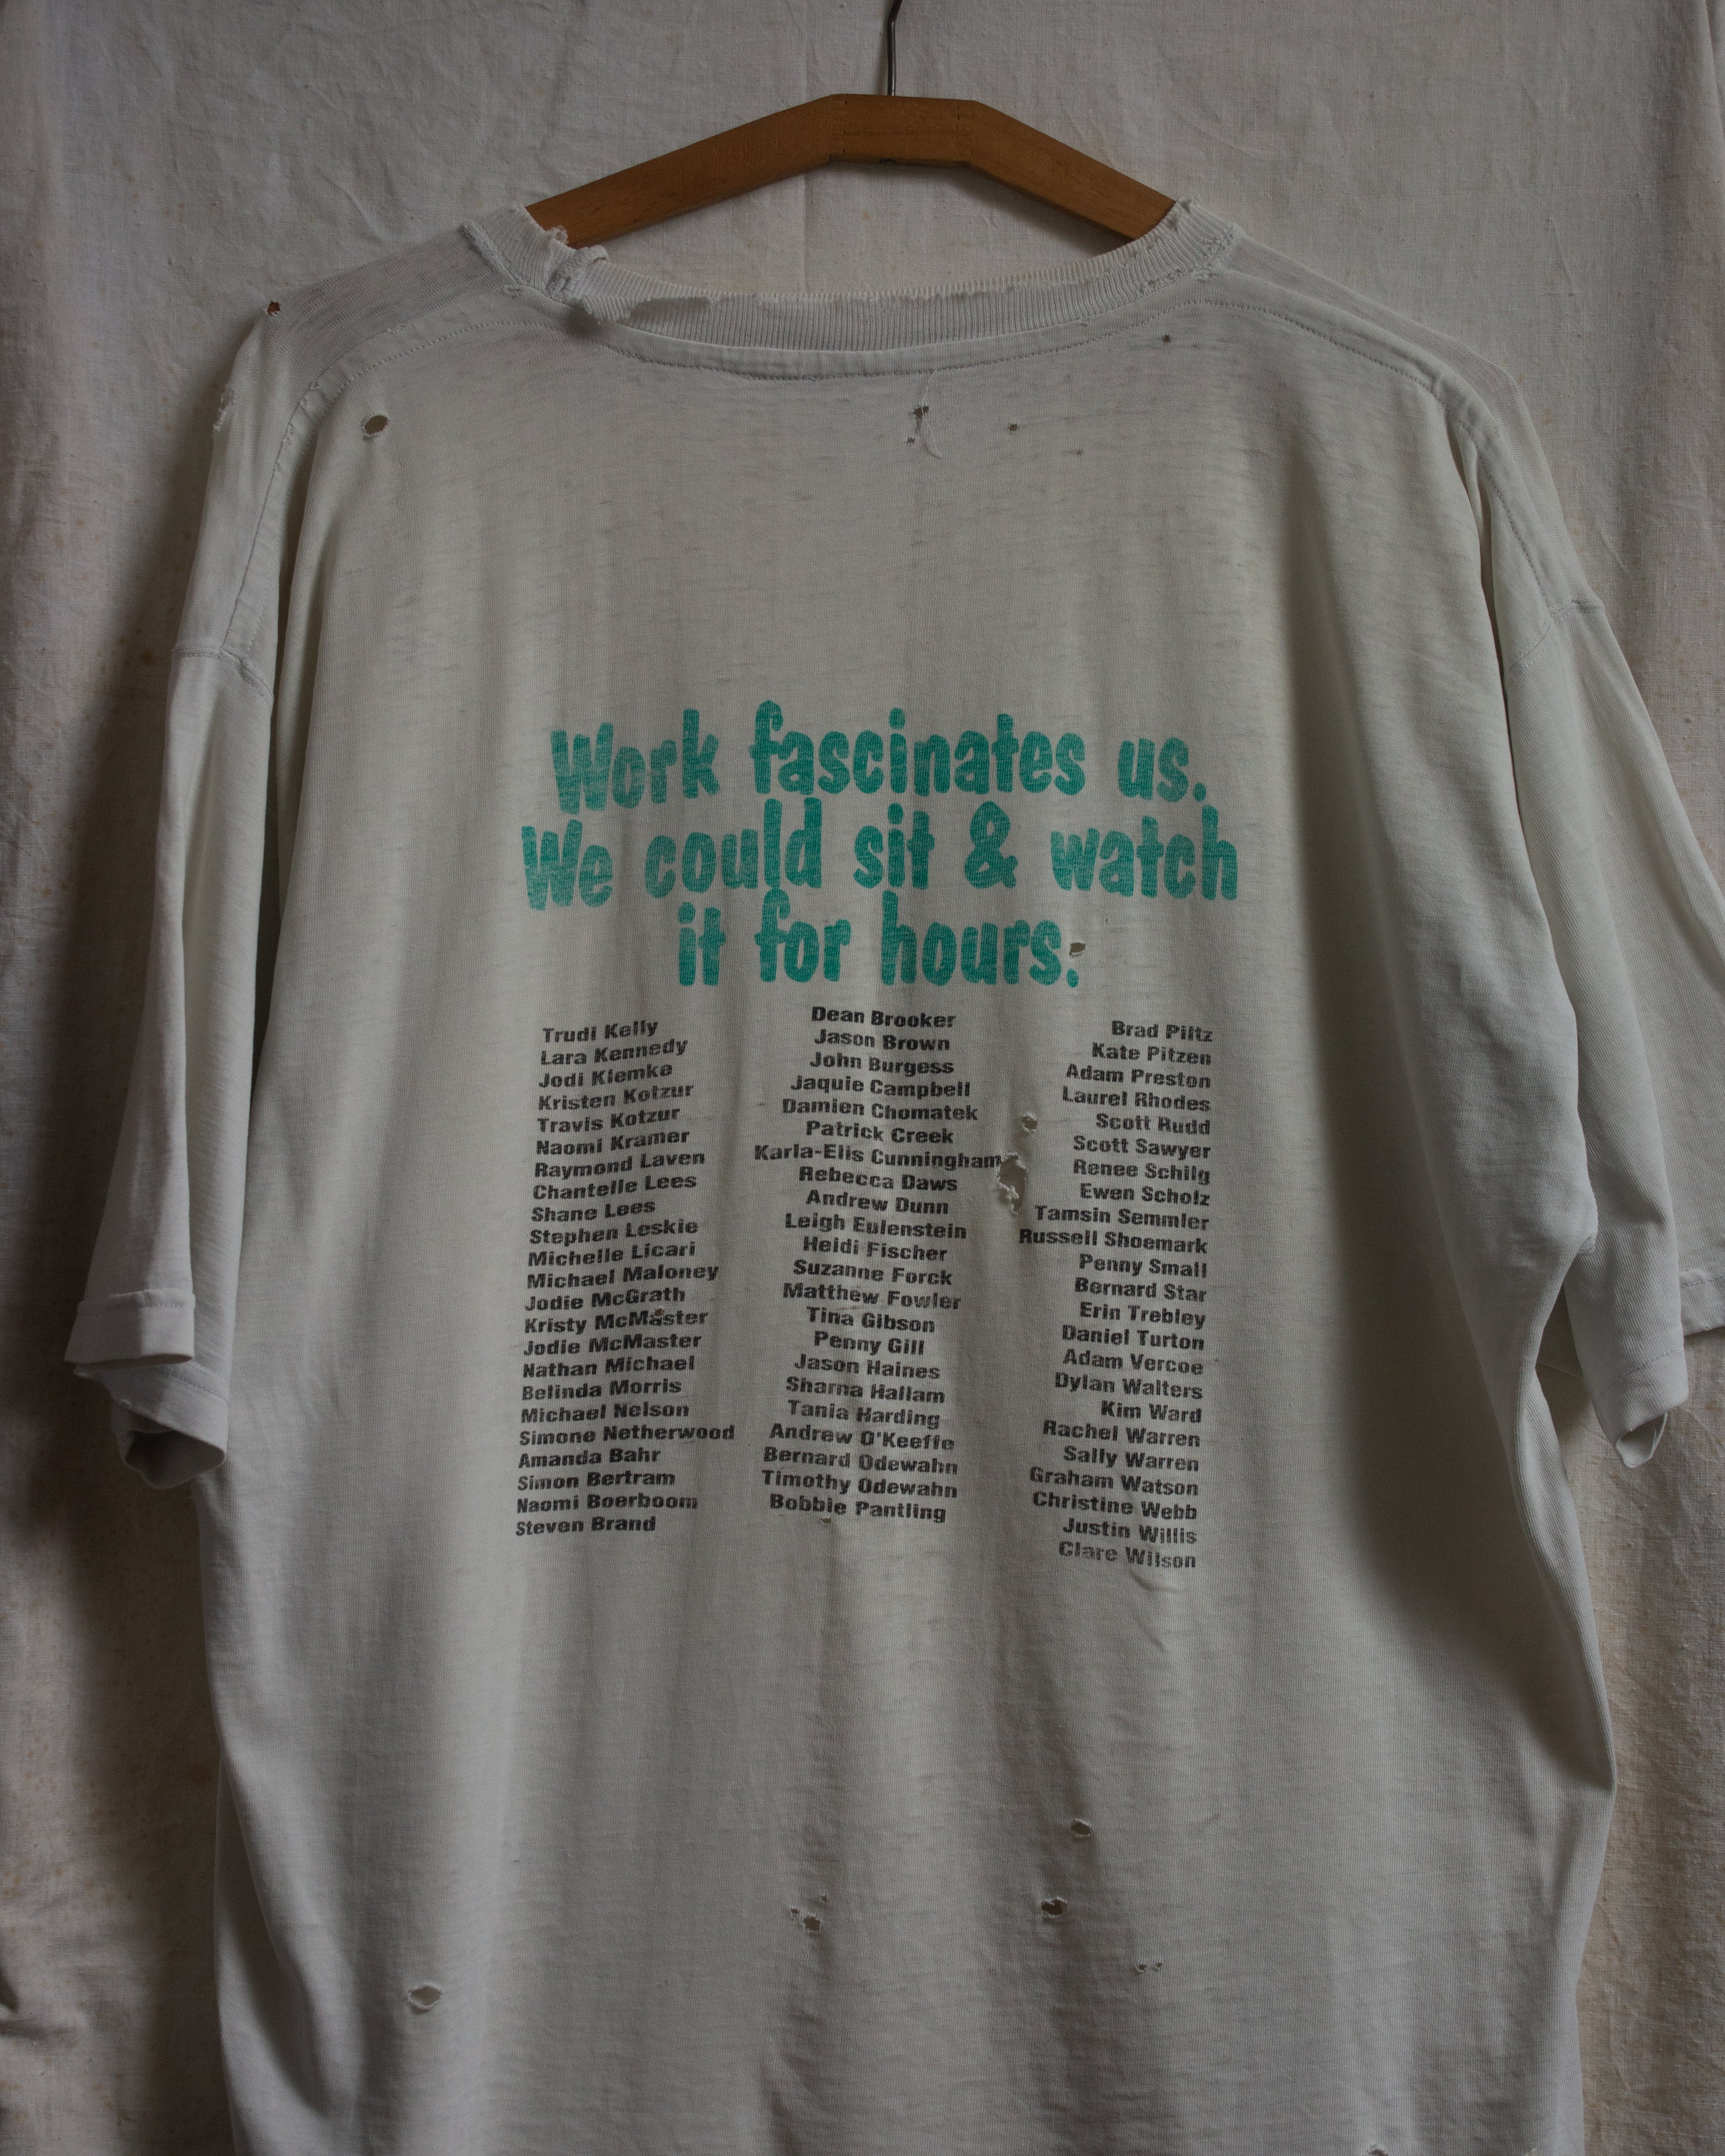 Work fascinates us.
We could sit & watch
it for hours.
Trudi Kelly
Lara Kennedy
Jodi Klemke
Kristen Kotzur
Travis Kotzur
Naomi Kramer
Raymond Laven
Chantelle Lees
Shane Lees
Stephen Leskie
Michelle Licari
Michael Maloney
Jodie McGrath
Kristy McMaster
Jodie McMaster
Nathan Michael
Belinda Morris
Michael Nelson
Simone Netherwood
Amanda Bahr
Simon Bertram
Naomi Boerboom
Steven Brand
Dean Brooker
Jason Brown
John Burgess
Jaquie Campbell
Damien Chomatek
Patrick Creek
Karla-Elis Cunningham
Rebecca Daws
Andrew Dunn
Leigh Eulenstein
Heidi Fischer
Suzanne Forck
Matthew Fowler
Tina Gibson
Penny Gill
Jason Haines
Sharna Hallam
Tania Harding
Andrew O'Keeffe
Bernard Odewahn
Timothy Odewahn
Bobbie Pantling
Brad Piltz
Kate Pitzen
Adam Preston
Laurel Rhodes
Scott Rudd
Scott Sawyer
Renee Schilg
Ewen Scholz
Tamsin Semmler
Russell Shoemark
Penny Small
Bernard Star
Erin Trebley
Daniel Turton
Adam Vercoe
Dylan Walters
Kim Ward
Rachel Warren
Sally Warren
Graham Watson
Christine Webb
Justin Willis
Clare Wilson